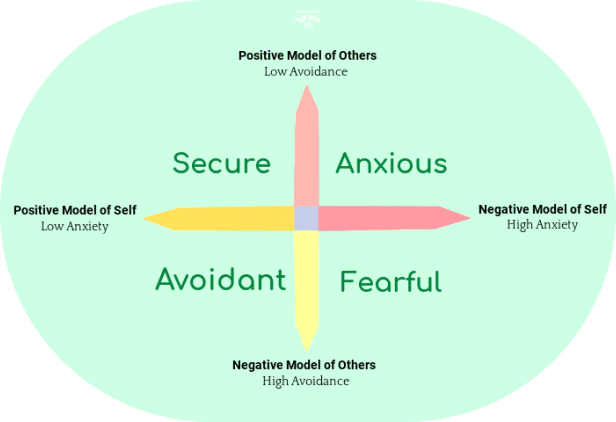 Positive Model of Others
Low Avoidance
Secure
Anxious
Positive Model of Self
Low Anxiety
Negative Model of Self
High Anxiety
Avoidant
Fearful
Negative Model of Others
High Avoidance